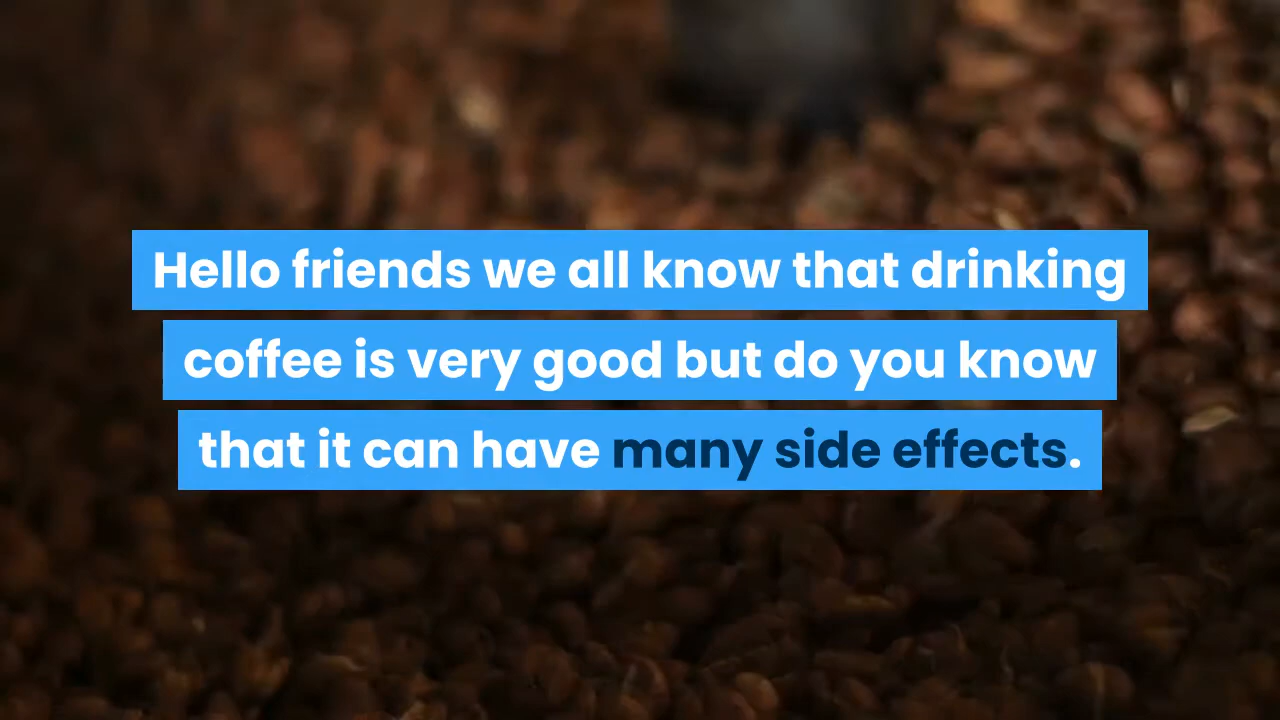 Hello friends we all know that drinking
coffee is very good but do you know
that it can have many side effects.